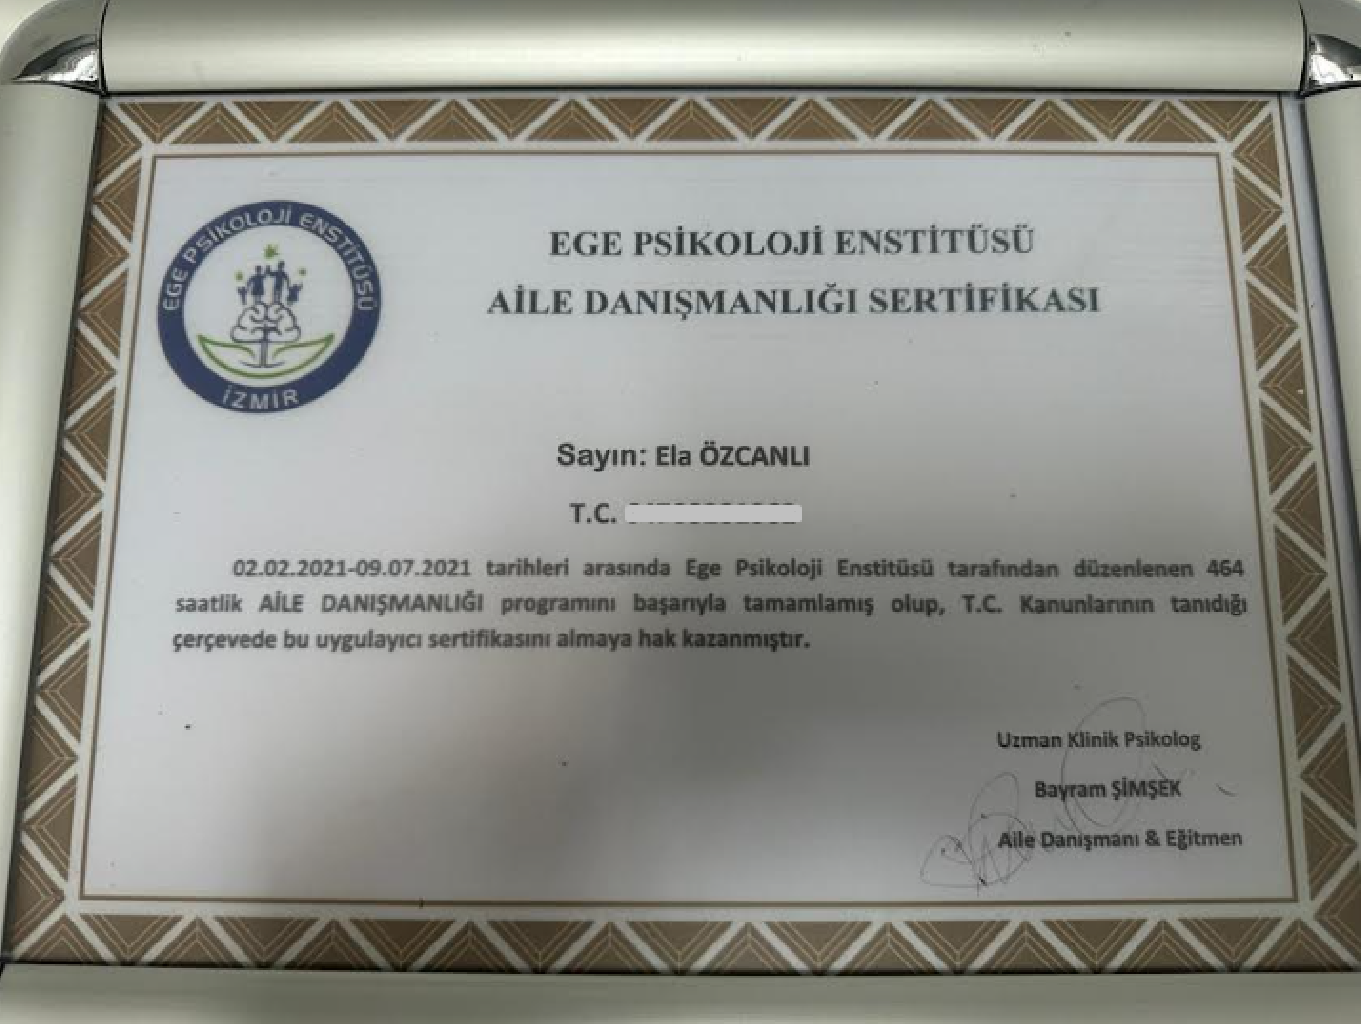 EGE PSİKOLOJİ ENSTİTÜSÜ
İZMİR
EGE PSİKOLOJİ ENSTİTÜSÜ
AİLE DANIŞMANLIĞI SERTİFİKASI
Sayın: Ela ÖZCANLI
T.C.
02.02.2021-09.07.2021 tarihleri arasında Ege Psikoloji Enstitüsü tarafından düzenlenen 464
saatlik AİLE DANIŞMANLIĞI programını başarıyla tamamlamış olup, T.C. Kanunlarının tanıdığı
çerçevede bu uygulayıcı sertifikasını almaya hak kazanmıştır.
Uzman Klinik Psikolog
Bayram ŞİMŞEK
Aile Danışmanı & Eğitmen